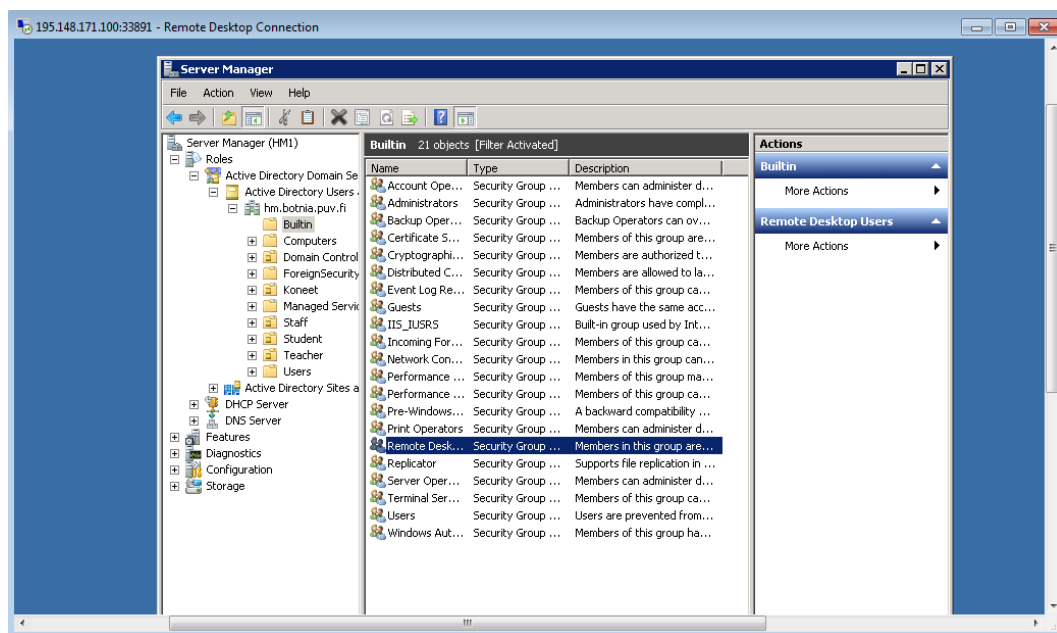 195.148.171.100:33891 - Remote Desktop Connection
Server Manager
File Action View Help
Server Manager (HM1)
Roles
Active Directory Domain Se
Active Directory Users
hm.botnia.puv.fi
Builtin
Computers
Domain Control
ForeignSecurity
Koneet
Managed Servic
Staff
Student
Teacher
Users
Active Directory Sites a
DHCP Server
DNS Server
Features
Diagnostics
Configuration
Storage
Builtin 21 objects [Filter Activated]
Name Type Description
Account Ope... Security Group ... Members can administer d...
Administrators Security Group ... Administrators have compl...
Backup Oper... Security Group ... Backup Operators can ov...
Certificate S... Security Group ... Members of this group are...
Cryptographi... Security Group ... Members are authorized t...
Distributed C... Security Group ... Members are allowed to la...
Event Log Re... Security Group ... Members of this group ca...
Guests Security Group ... Guests have the same acc...
IIS_IUSRS Security Group ... Built-in group used by Int...
Incoming For... Security Group ... Members of this group ca...
Network Con... Security Group ... Members in this group can...
Performance ... Security Group ... Members of this group ma...
Performance ... Security Group ... Members of this group ca...
Pre-Windows... Security Group ... A backward compatibility ...
Print Operators Security Group ... Members can administer d...
Remote Desk... Security Group ... Members in this group are...
Replicator Security Group ... Supports file replication in ...
Server Oper... Security Group ... Members can administer d...
Terminal Ser... Security Group ... Members of this group ca...
Users Security Group ... Users are prevented from...
Windows Aut... Security Group ... Members of this group ha...
Actions
Builtin
More Actions
Remote Desktop Users
More Actions